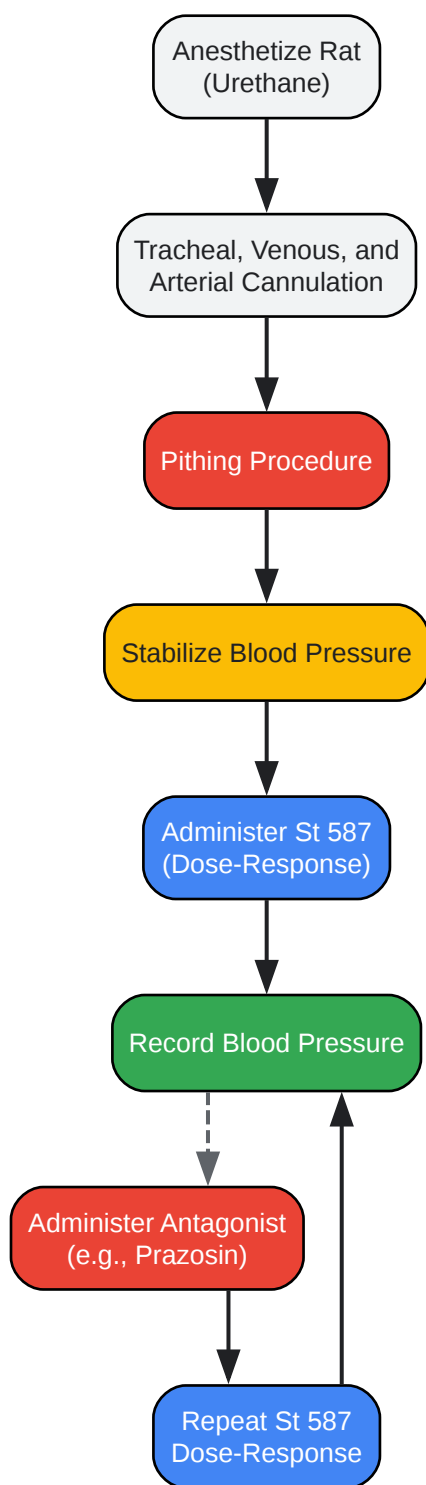 Anesthetize Rat
(Urethane)
Tracheal, Venous, and
Arterial Cannulation
Pithing Procedure
Stabilize Blood Pressure
Administer St 587
(Dose-Response)
Record Blood Pressure
Administer Antagonist
(e.g., Prazosin)
Repeat St 587
Dose-Response